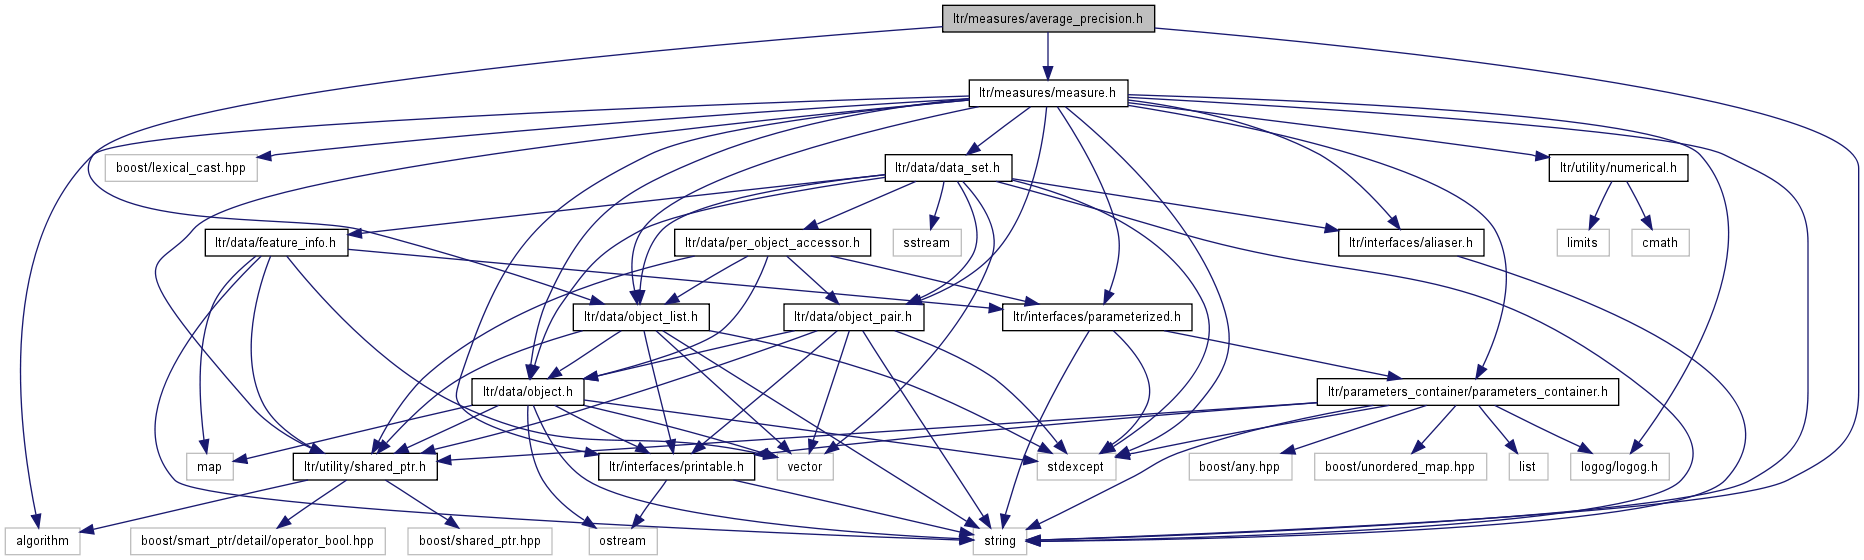 ltr/measures/average_precision.h
ltr/measures/measure.h
boost/lexical_cast.hpp
ltr/data/data_set.h
ltr/utility/numerical.h
ltr/data/feature_info.h
ltr/data/per_object_accessor.h
sstream
ltr/interfaces/aliaser.h
limits
cmath
ltr/data/object_list.h
ltr/data/object_pair.h
ltr/interfaces/parameterized.h
ltr/data/object.h
ltr/parameters_container/parameters_container.h
map
ltr/utility/shared_ptr.h
ltr/interfaces/printable.h
vector
stdexcept
boost/any.hpp
boost/unordered_map.hpp
list
logog/logog.h
algorithm
boost/smart_ptr/detail/operator_bool.hpp
boost/shared_ptr.hpp
ostream
string